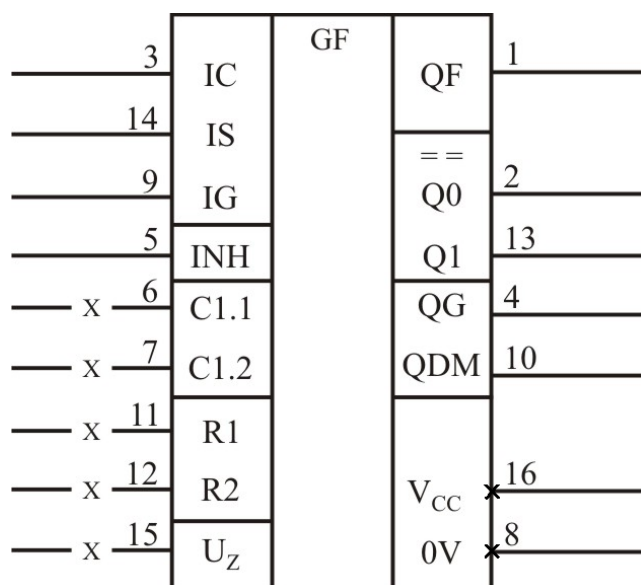 GF
3 IC QF 1
14 IS
= =
9 IG Q0 2
5 INH Q1 13
X 6 C1.1 QG 4
X 7 C1.2 QDM 10
X 11 R1
X 12 R2 VCC 16
X 15 UZ 0V 8